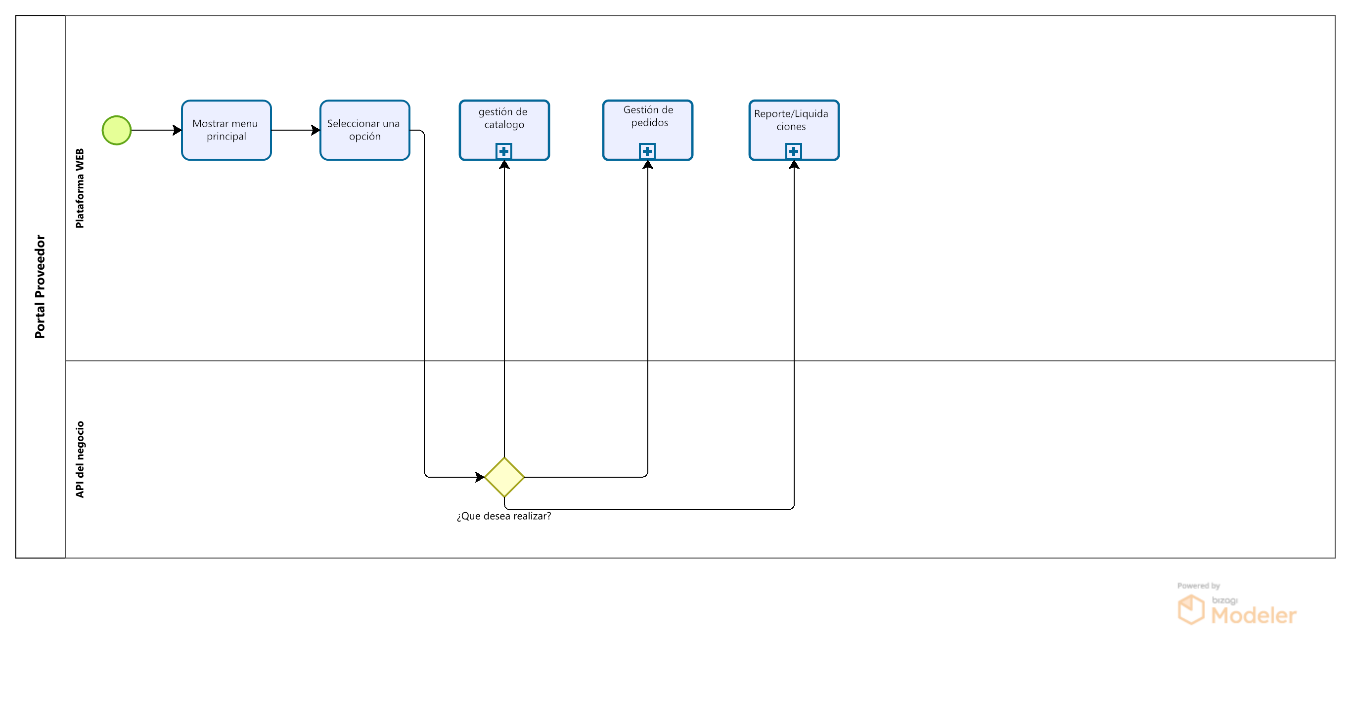 Portal Proveedor
Plataforma WEB
Mostrar menu
principal
Seleccionar una
opción
gestión de
catalogo
Gestión de
pedidos
Reporte/Liquida
ciones
API del negocio
¿Que desea realizar?
Powered by
bizagi
Modeler